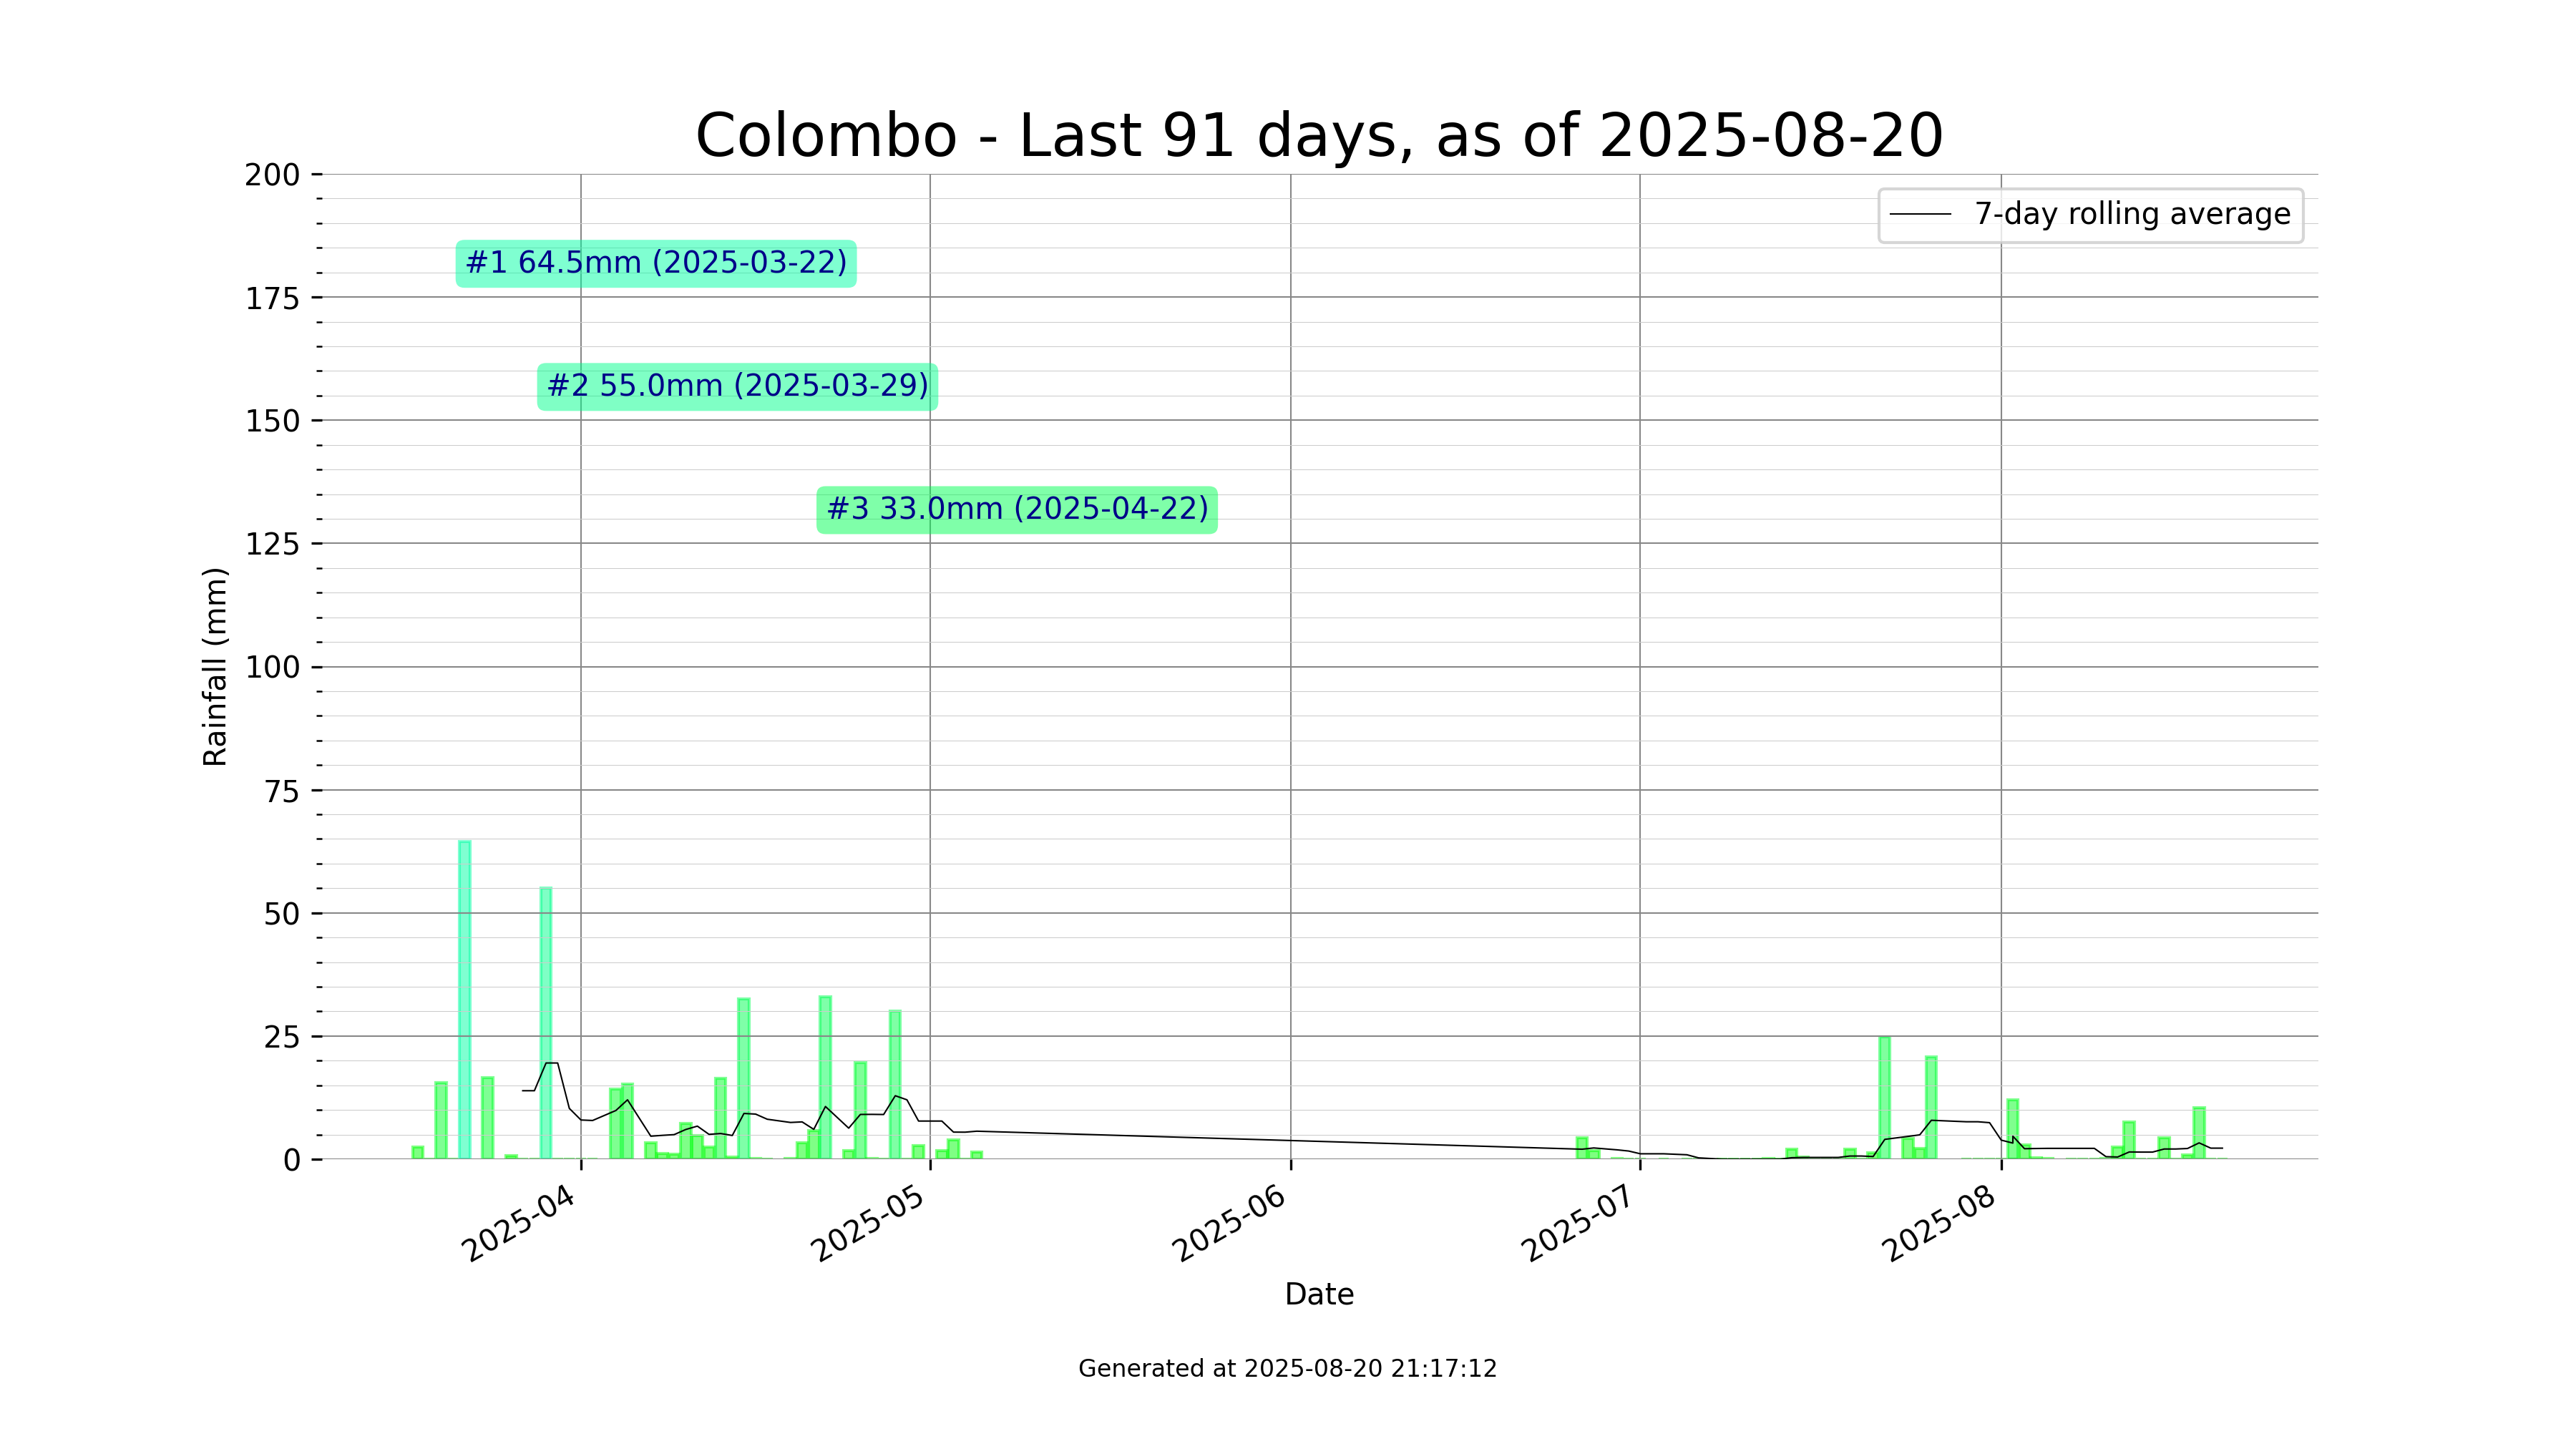 Colombo - Last 91 days, as of 2025-08-20
7-day rolling average
#1 64.5mm (2025-03-22)
#2 55.0mm (2025-03-29)
#3 33.0mm (2025-04-22)
Rainfall (mm)
200
175
150
125
100
75
50
25
0
2025-04
2025-05
2025-06
2025-07
2025-08
Date
Generated at 2025-08-20 21:17:12